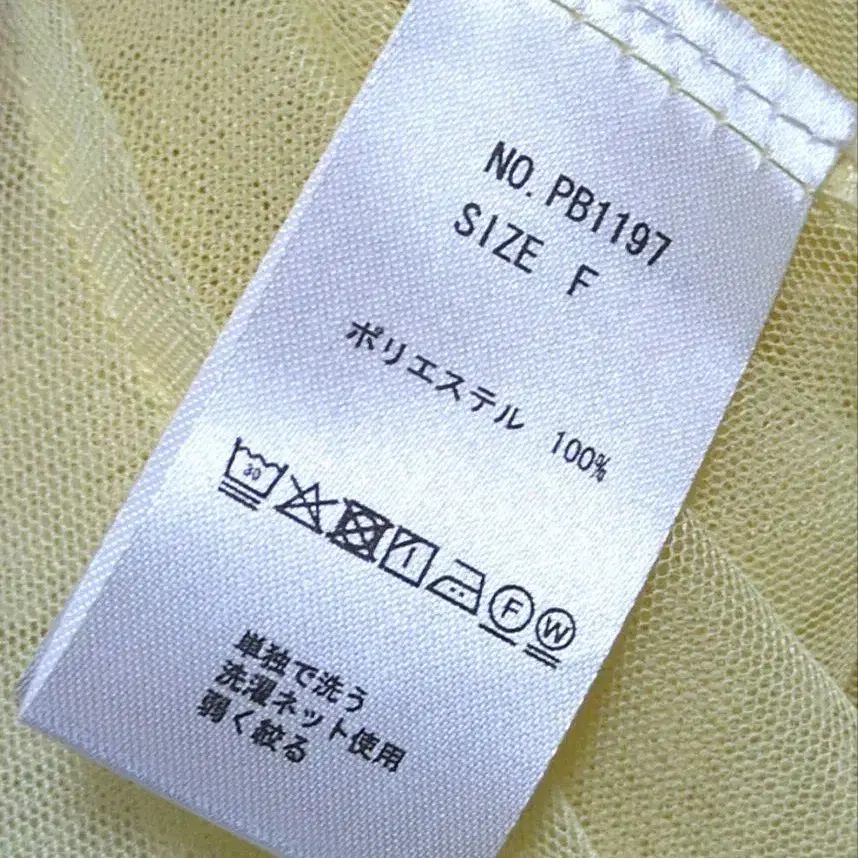 NO. PB1197
SIZE F
ポリエステル 100%
30 F W
単独で洗う
洗濯ネット使用
弱く絞る